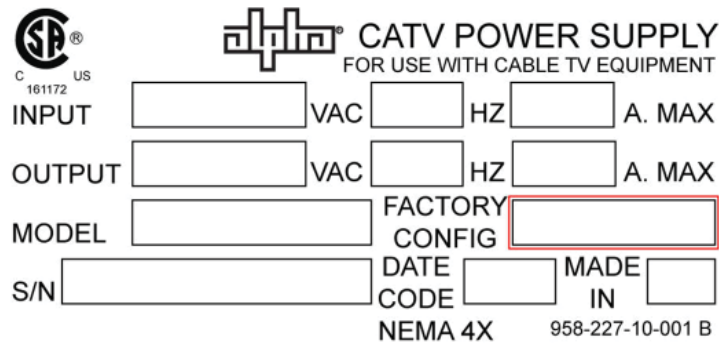 SA ®
C US
161172
alpha® CATV POWER SUPPLY
FOR USE WITH CABLE TV EQUIPMENT
INPUT VAC HZ A. MAX
OUTPUT VAC HZ A. MAX
MODEL FACTORY CONFIG
S/N DATE CODE MADE IN
NEMA 4X 958-227-10-001 B